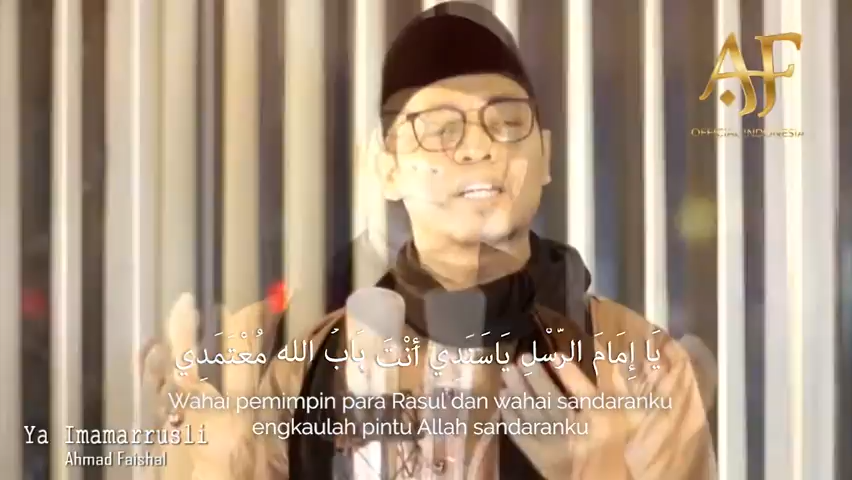 AF
OFFICIAL INDONESIA
يَا إِمَامَ الرّسْلِ يَاسَنَدِي أَنْتَ بَابُ الله مُعْتَمَدِي
Wahai pemimpin para Rasul dan wahai sandaranku
engkaulah pintu Allah sandaranku
Ya Imamarrusli
Ahmad Faishal